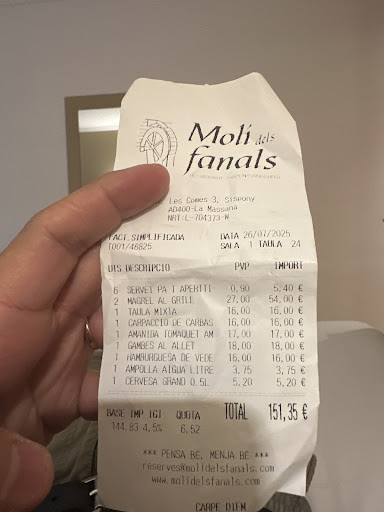 Molí dels
fanals
Les Comes 3, Sispony
AD400-La Massana
NRT:L-704373-W
FACT.SIMPLIFICADA DATA 26/07/2025
T001/46825 SALA 1 TAULA 24
UTS DESCRIPCIO PVP IMPORT
6 SERVEI PA I APERITI 0,90 5,40 €
2 MAGREL AL GRILL 27,00 54,00 €
1 TAULA MIXTA 16,00 16,00 €
1 CARPACCIO DE CARBAS 16,00 16,00 €
1 AMANIDA TOMAQUET AM 17,00 17,00 €
1 GAMBES AL ALLET 18,00 18,00 €
1 HAMBURGUESA DE VEDE 16,00 16,00 €
1 AMPOLLA AIGUA LITRE 3,75 3,75 €
1 CERVESA GRAND 0.5L 5,20 5,20 €
BASE IMP IGI QUOTA TOTAL 151,35 €
144.83 4,5% 6.52
*** PENSA BE, MENJA BE ***
reserves@molidelsfanals.com
www.molidelsfanals.com
CARPE DIEM